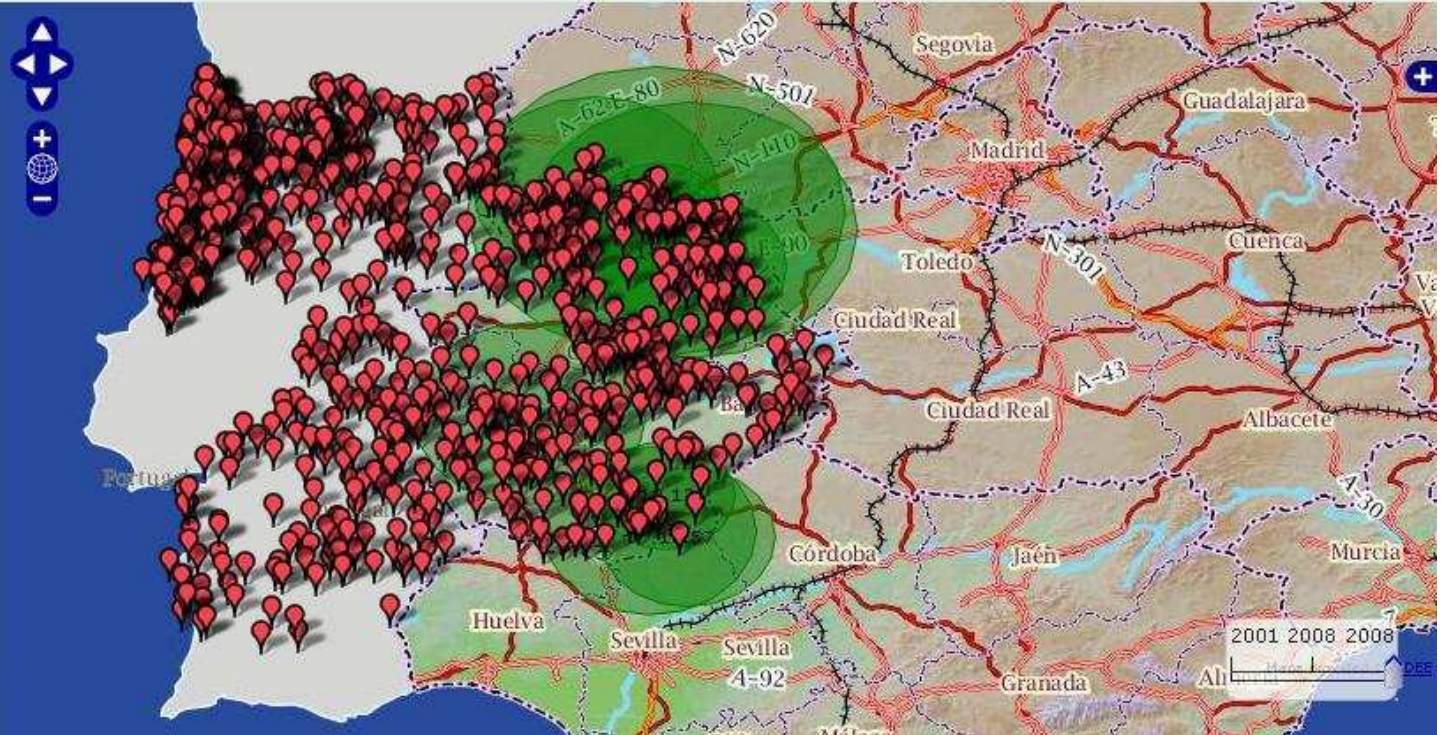 N-620
Segovia
N-501
A-62 E-80
Guadalajara
N-110
Madrid
E-90
Cuenca
Toledo
N-301
Ciudad Real
A-43
Ciudad Real
Albacete
Portugal
A-30
Córdoba
Jaén
Murcia
Huelva
Sevilla
Sevilla
A-92
Granada
2001 2008 2008
DEE